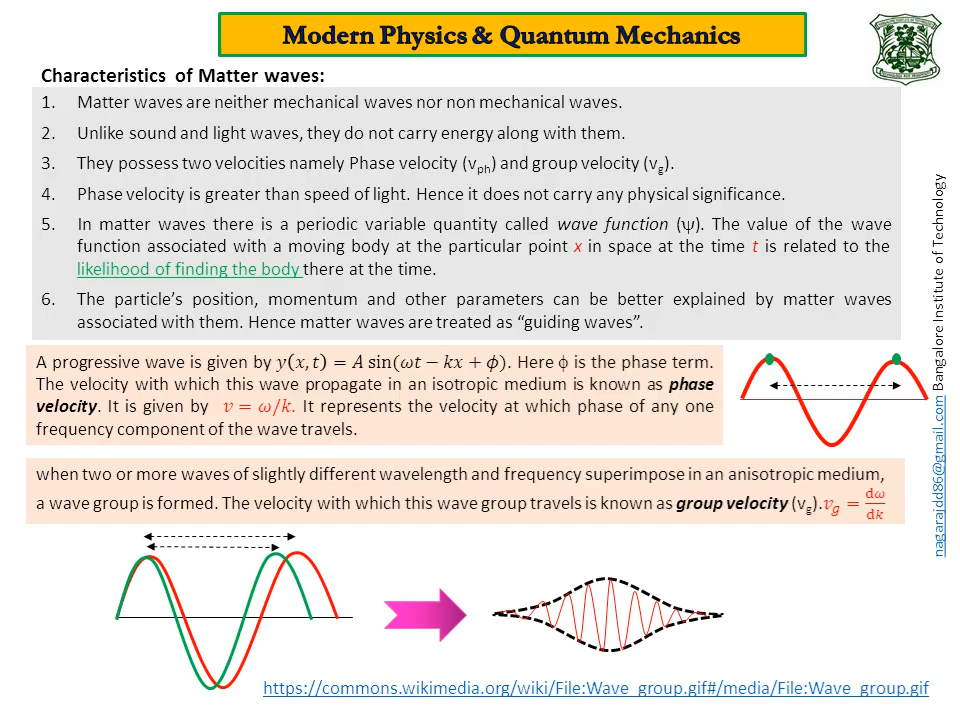 Modern Physics & Quantum Mechanics
Characteristics of Matter waves:
1. Matter waves are neither mechanical waves nor non mechanical waves.
2. Unlike sound and light waves, they do not carry energy along with them.
3. They possess two velocities namely Phase velocity (vph) and group velocity (vg).
4. Phase velocity is greater than speed of light. Hence it does not carry any physical significance.
5. In matter waves there is a periodic variable quantity called wave function (ψ). The value of the wave
function associated with a moving body at the particular point x in space at the time t is related to the
likelihood of finding the body there at the time.
6. The particle's position, momentum and other parameters can be better explained by matter waves
associated with them. Hence matter waves are treated as “guiding waves”.
A progressive wave is given by y(x, t) = A sin(ωt − kx + ϕ). Here ϕ is the phase term.
The velocity with which this wave propagate in an isotropic medium is known as phase
velocity. It is given by v = ω/k. It represents the velocity at which phase of any one
frequency component of the wave travels.
when two or more waves of slightly different wavelength and frequency superimpose in an anisotropic medium,
a wave group is formed. The velocity with which this wave group travels is known as group velocity (vg). vg = dω/dk
https://commons.wikimedia.org/wiki/File:Wave_group.gif#/media/File:Wave_group.gif
nagarajdd86@gmail.com Bangalore Institute of Technology